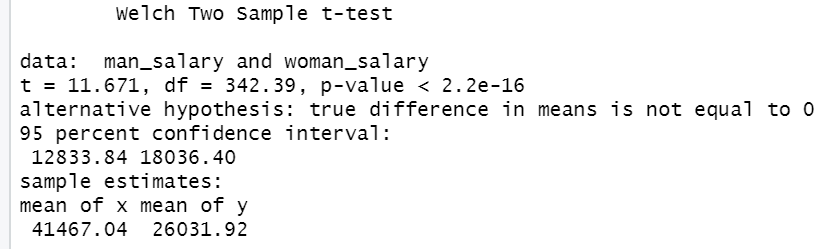 Welch Two Sample t-test
data:  man_salary and woman_salary
t = 11.671, df = 342.39, p-value < 2.2e-16
alternative hypothesis: true difference in means is not equal to 0
95 percent confidence interval:
 12833.84 18036.40
sample estimates:
mean of x mean of y
 41467.04  26031.92